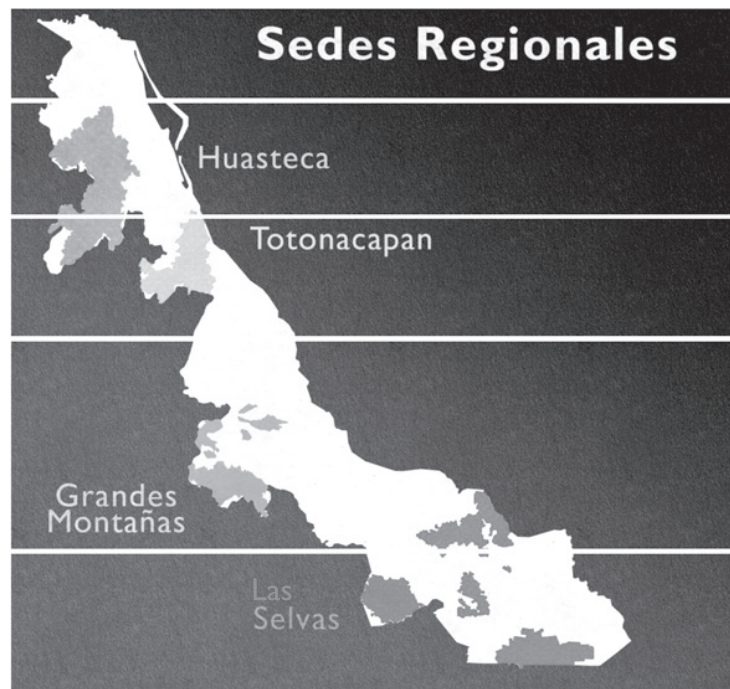 Sedes Regionales
Huasteca
Totonacapan
Grandes
Montañas
Las
Selvas